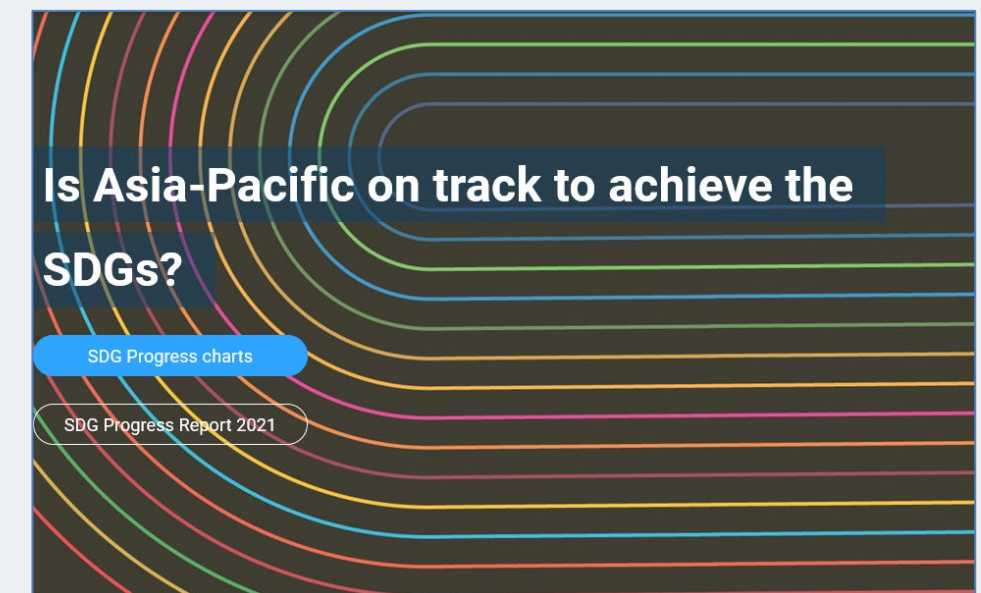 Is Asia-Pacific on track to achieve the
SDGs?
SDG Progress charts
SDG Progress Report 2021